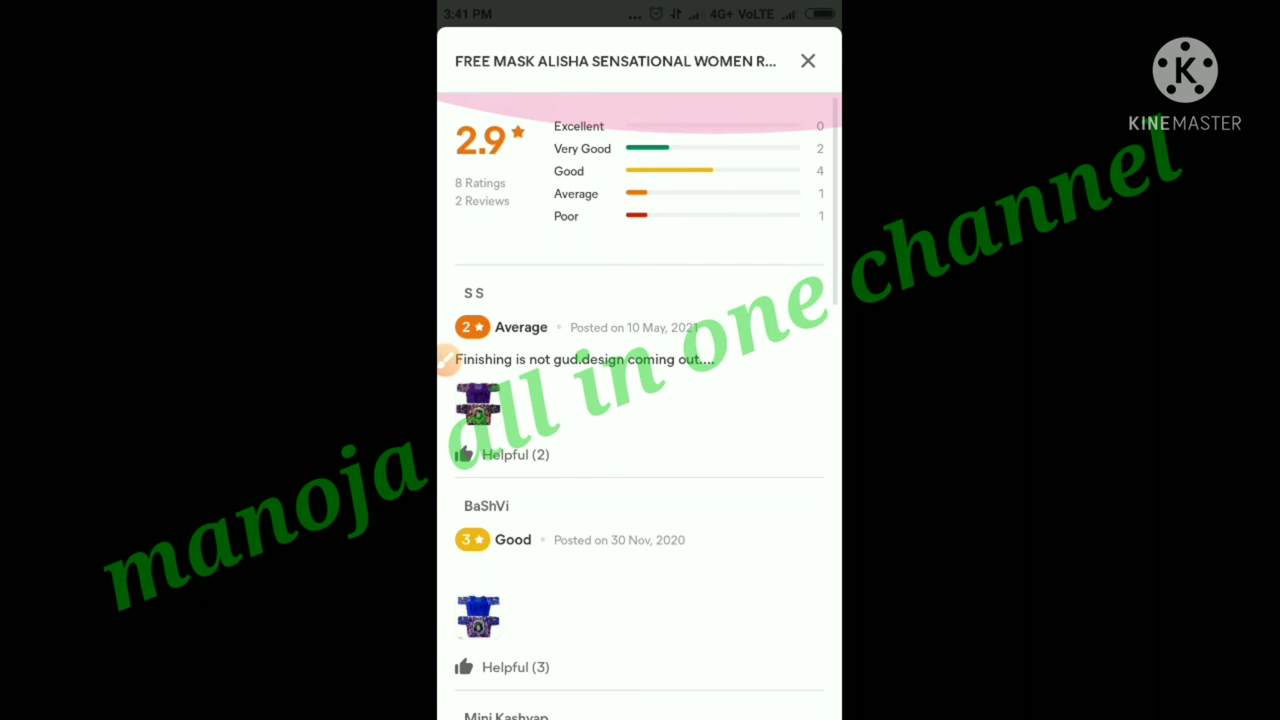 3:41 PM ... 4G+ VoLTE
FREE MASK ALISHA SENSATIONAL WOMEN R...
K
KINEMASTER
2.9
8 Ratings
2 Reviews
Excellent 0
Very Good 2
Good 4
Average 1
Poor 1
S S
2 Average • Posted on 10 May, 2021
Finishing is not gud.design coming out....
Helpful (2)
manoja all in one channel
BaShVi
3 Good • Posted on 30 Nov, 2020
Helpful (3)
Mini Kashyap